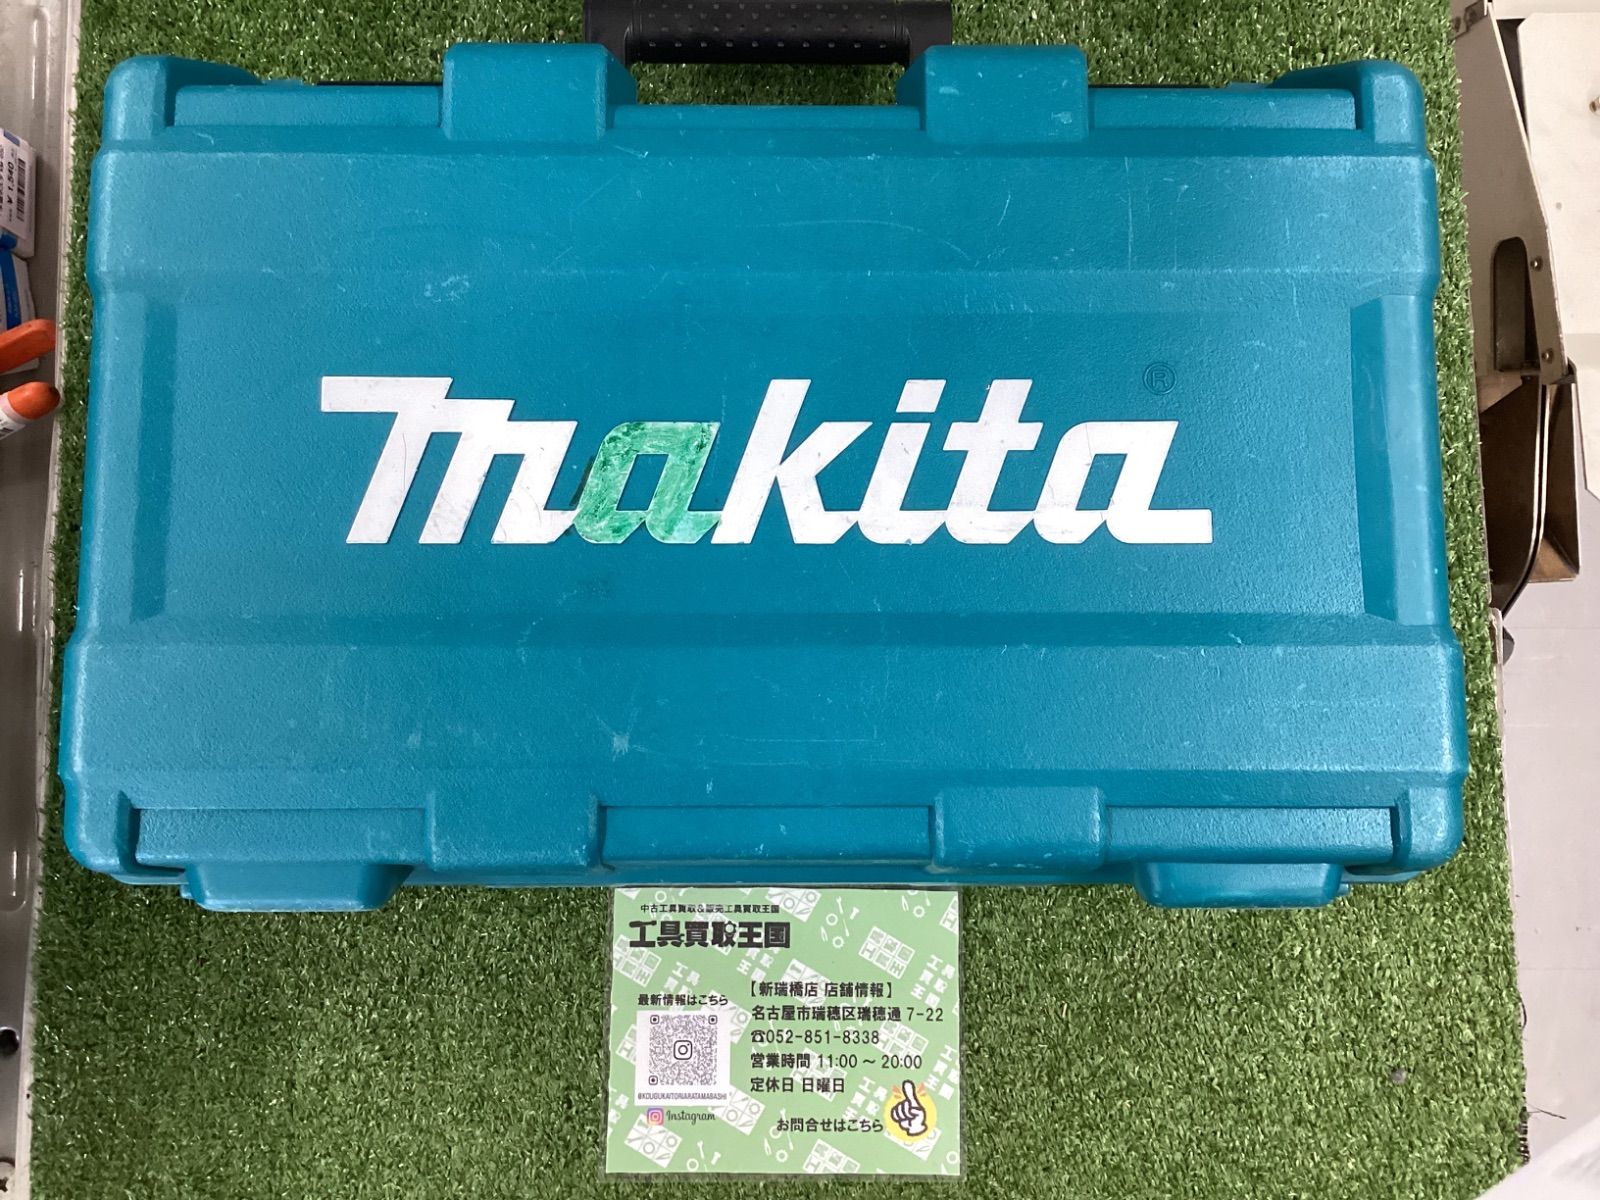 makita®
中古工具買取&販売工具買取王国
工具買取王国
最新情報はこちら
@KOUGUKAITORIARATAMABASHI
Instagram
【新瑞橋店 店舗情報】
名古屋市瑞穂区瑞穂通 7-22
☎052-851-8338
営業時間 11:00 ～ 20:00
定休日 日曜日
お問合せはこちら